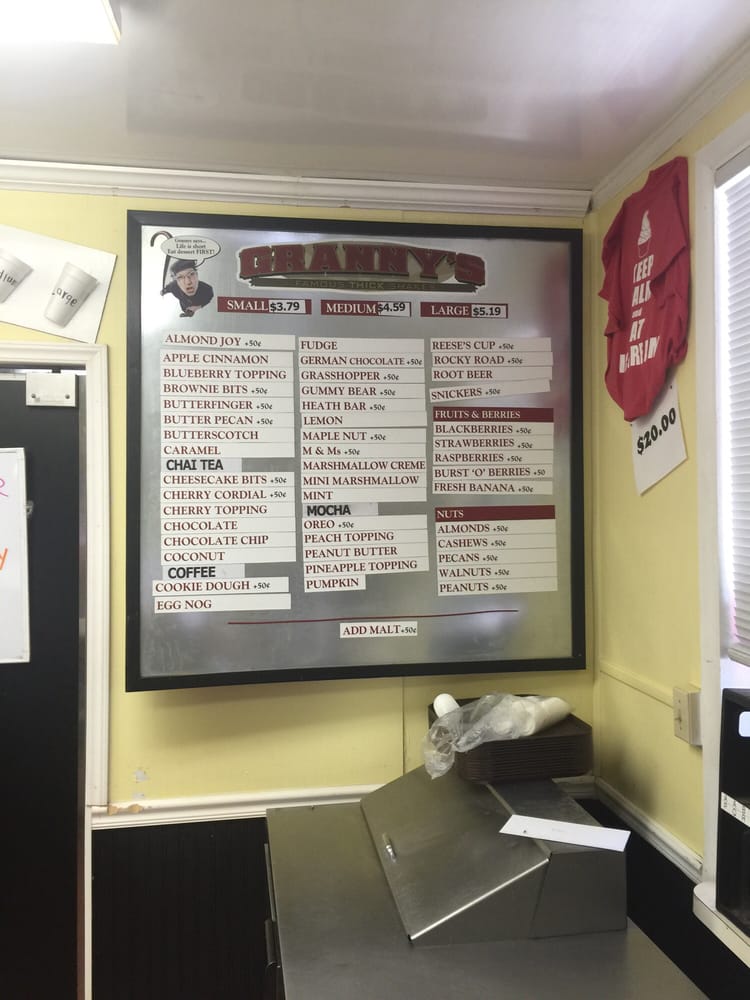 Granny says...
Life is short
Eat dessert FIRST!
GRANNY'S
FAMOUS THICK SHAKES
SMALL $3.79 MEDIUM $4.59 LARGE $5.19
ALMOND JOY +50¢
APPLE CINNAMON
BLUEBERRY TOPPING
BROWNIE BITS +50¢
BUTTERFINGER +50¢
BUTTER PECAN +50¢
BUTTERSCOTCH
CARAMEL
CHAI TEA
CHEESECAKE BITS +50¢
CHERRY CORDIAL +50¢
CHERRY TOPPING
CHOCOLATE
CHOCOLATE CHIP
COCONUT
COFFEE
COOKIE DOUGH +50¢
EGG NOG
FUDGE
GERMAN CHOCOLATE +50¢
GRASSHOPPER +50¢
GUMMY BEAR +50¢
HEATH BAR +50¢
LEMON
MAPLE NUT +50¢
M & Ms +50¢
MARSHMALLOW CREME
MINI MARSHMALLOW
MINT
MOCHA
OREO +50¢
PEACH TOPPING
PEANUT BUTTER
PINEAPPLE TOPPING
PUMPKIN
REESE'S CUP +50¢
ROCKY ROAD +50¢
ROOT BEER
SNICKERS +50¢
FRUITS & BERRIES
BLACKBERRIES +50¢
STRAWBERRIES +50¢
RASPBERRIES +50¢
BURST 'O' BERRIES +50
FRESH BANANA +50¢
NUTS
ALMONDS +50¢
CASHEWS +50¢
PECANS +50¢
WALNUTS +50¢
PEANUTS +50¢
ADD MALT +50¢
dium
Large
KEEP
AL
AT
$20.00